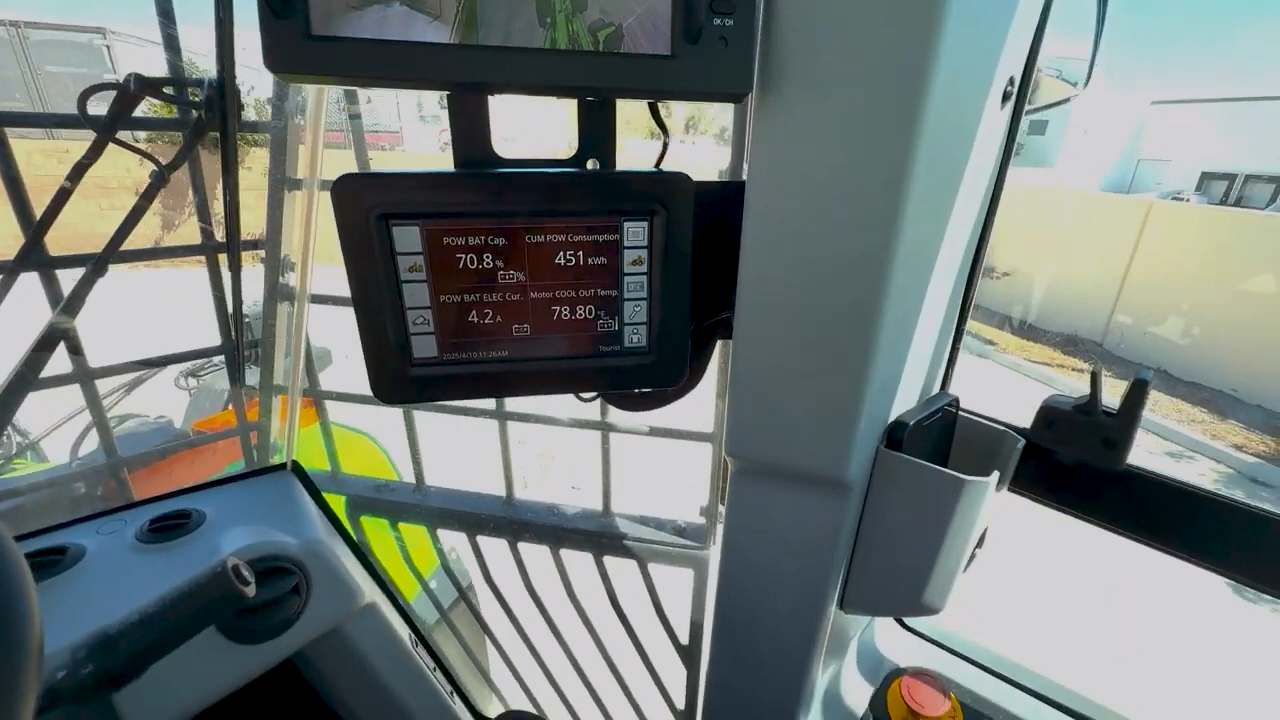 OK/CH
POW BAT Cap.
70.8 %
%
CUM POW Consumption
451 KWh
POW BAT ELEC Cur.
4.2 A
Motor COOL OUT Temp.
78.80 °F
2025/4/10 11:26AM
Tourist